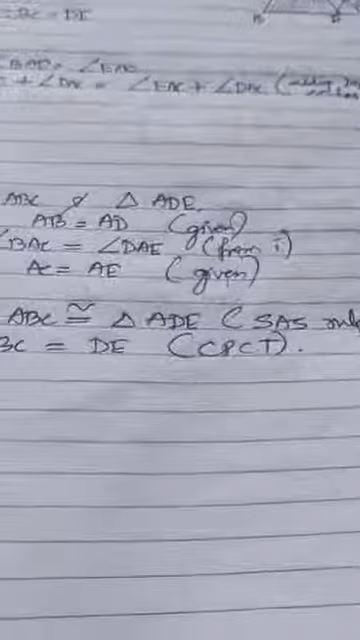 BC = DE
B D
∠BAD = ∠EAC
+ ∠DAC = ∠EAC + ∠DAC
ABC & △ ADE
AB = AD (given)
∠BAC = ∠DAE (from i)
AC = AE (given)
ABC ≅ △ ADE (SAS
BC = DE (CPCT).